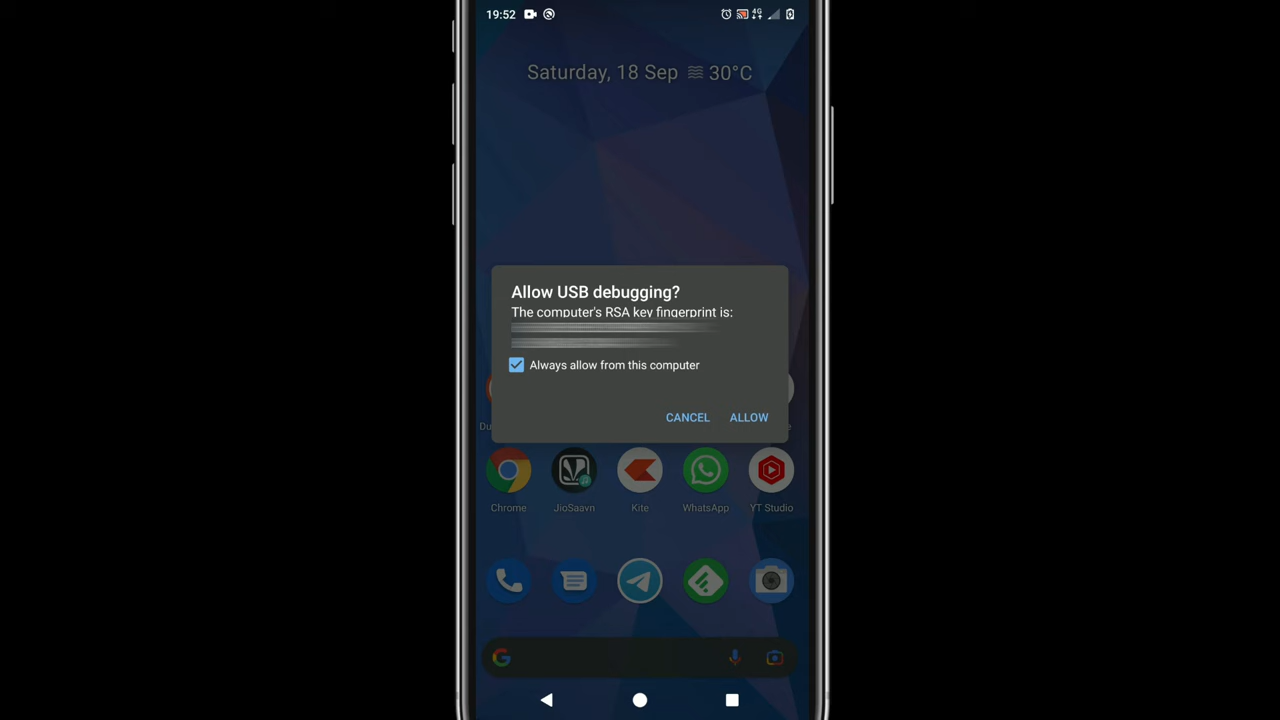 19:52
4G
Saturday, 18 Sep 30°C
Allow USB debugging?
The computer's RSA key fingerprint is:
Always allow from this computer
CANCEL ALLOW
Chrome JioSaavn Kite WhatsApp YT Studio